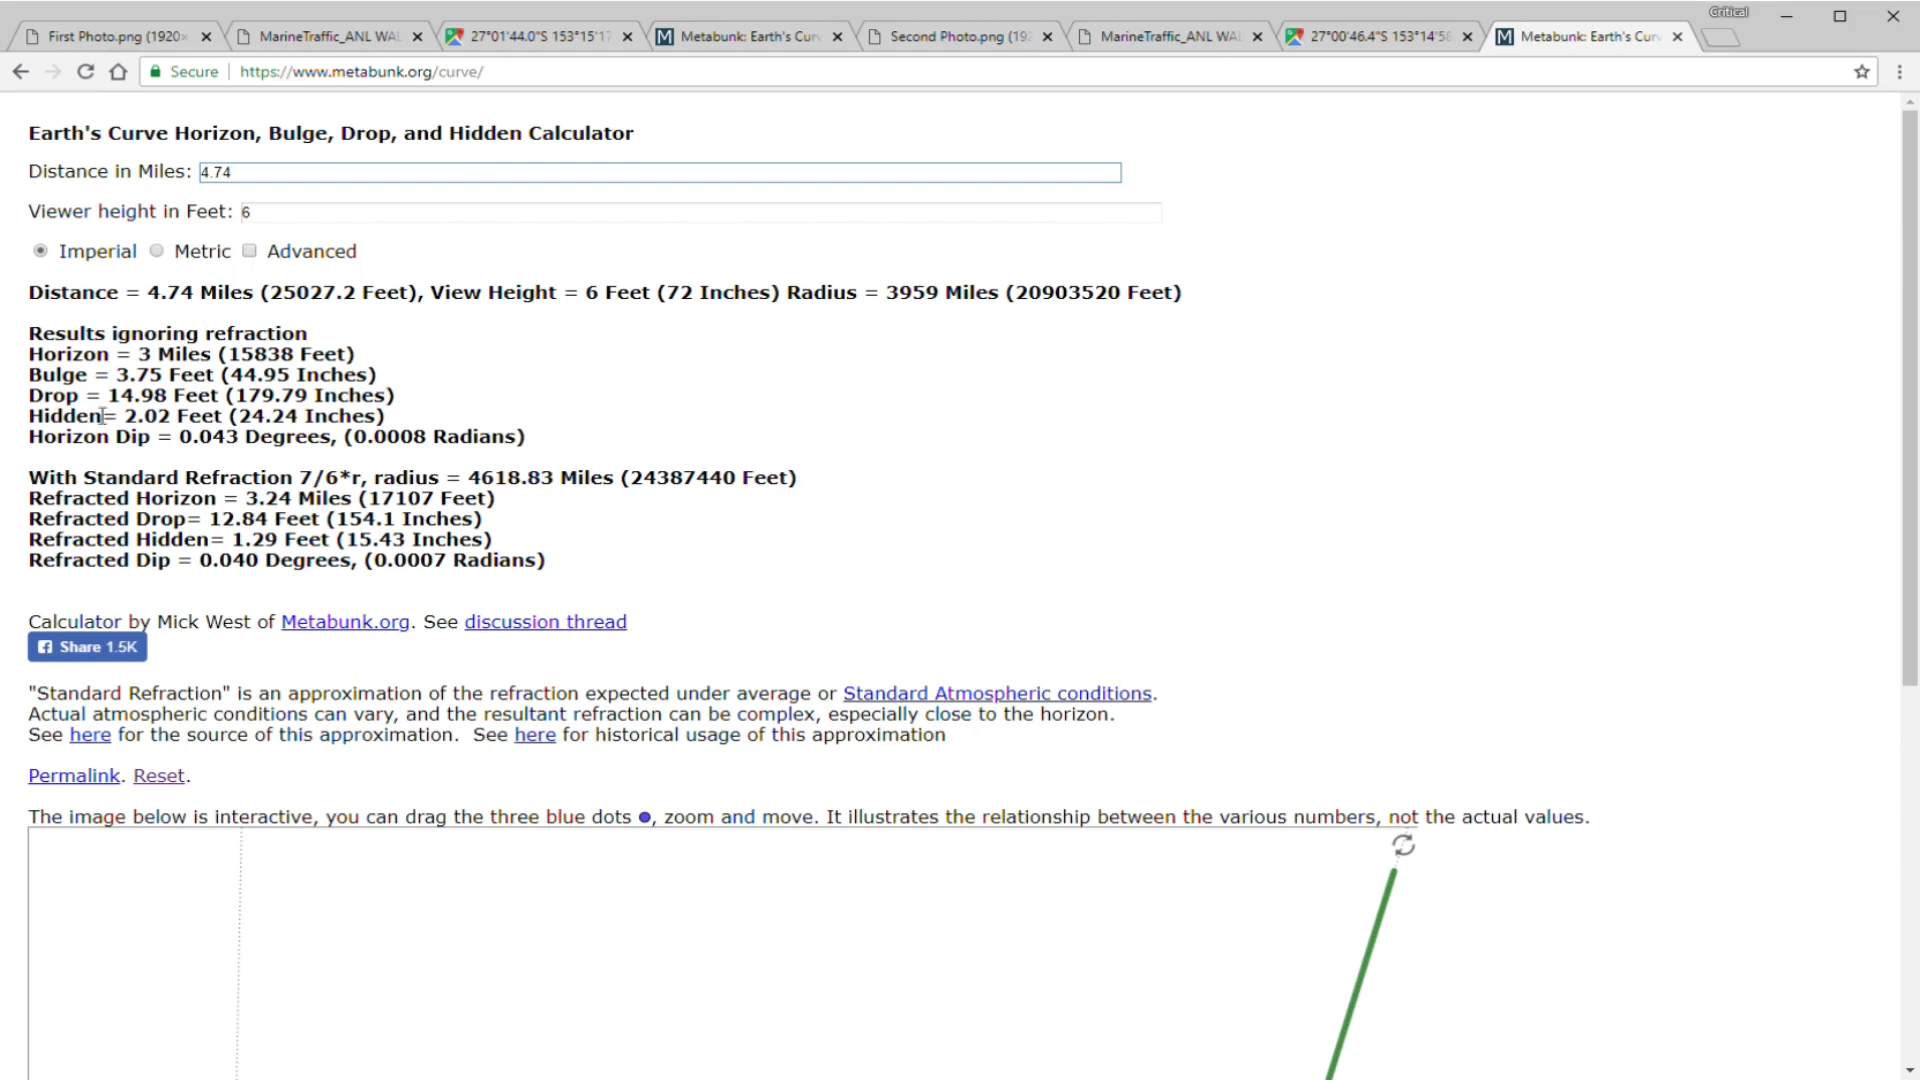 Critical
First Photo.png (1920×
MarineTraffic_ANL WAL
27°01'44.0"S 153°15'17
Metabunk: Earth's Curv
Second Photo.png (192
MarineTraffic_ANL WAL
27°00'46.4"S 153°14'58
Metabunk: Earth's Curv
Secure
https://www.metabunk.org/curve/
Earth's Curve Horizon, Bulge, Drop, and Hidden Calculator
Distance in Miles: 4.74
Viewer height in Feet: 6
Imperial Metric Advanced
Distance = 4.74 Miles (25027.2 Feet), View Height = 6 Feet (72 Inches) Radius = 3959 Miles (20903520 Feet)
Results ignoring refraction
Horizon = 3 Miles (15838 Feet)
Bulge = 3.75 Feet (44.95 Inches)
Drop = 14.98 Feet (179.79 Inches)
Hidden= 2.02 Feet (24.24 Inches)
Horizon Dip = 0.043 Degrees, (0.0008 Radians)
With Standard Refraction 7/6*r, radius = 4618.83 Miles (24387440 Feet)
Refracted Horizon = 3.24 Miles (17107 Feet)
Refracted Drop= 12.84 Feet (154.1 Inches)
Refracted Hidden= 1.29 Feet (15.43 Inches)
Refracted Dip = 0.040 Degrees, (0.0007 Radians)
Calculator by Mick West of Metabunk.org. See discussion thread
Share 1.5K
"Standard Refraction" is an approximation of the refraction expected under average or Standard Atmospheric conditions.
Actual atmospheric conditions can vary, and the resultant refraction can be complex, especially close to the horizon.
See here for the source of this approximation. See here for historical usage of this approximation
Permalink. Reset.
The image below is interactive, you can drag the three blue dots , zoom and move. It illustrates the relationship between the various numbers, not the actual values.